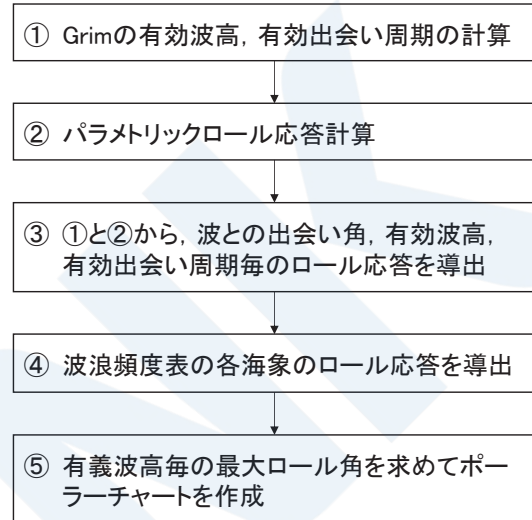 ① Grimの有効波高，有効出会い周期の計算
② パラメトリックロール応答計算
③ ①と②から，波との出会い角，有効波高，
有効出会い周期毎のロール応答を導出
④ 波浪頻度表の各海象のロール応答を導出
⑤ 有義波高毎の最大ロール角を求めてポー
ラーチャートを作成